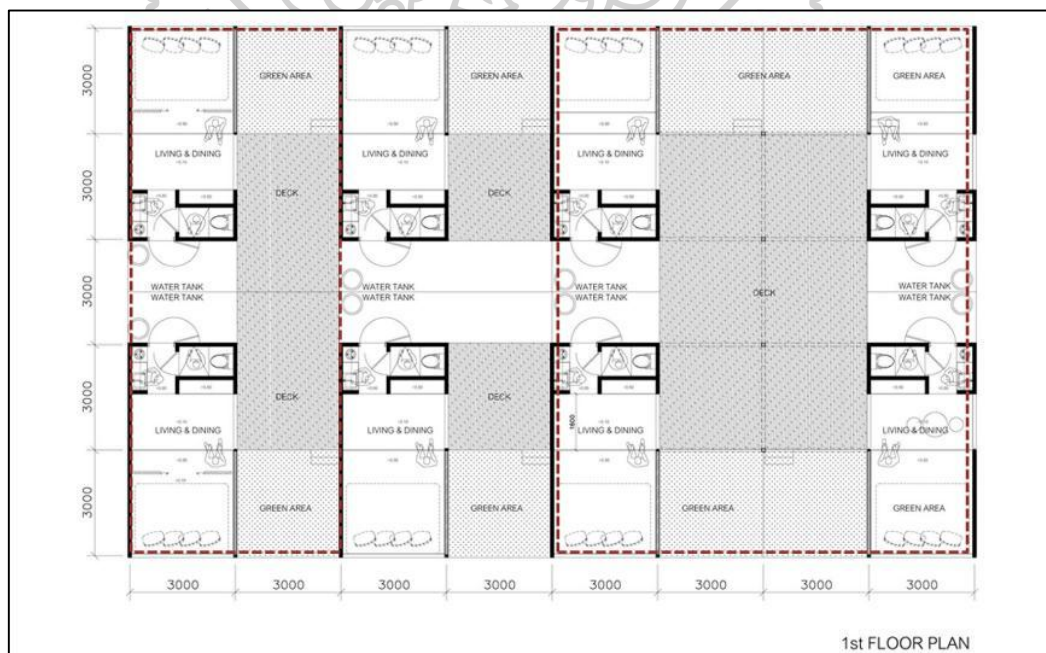 GREEN AREA GREEN AREA GREEN AREA GREEN AREA
3000
LIVING & DINING LIVING & DINING LIVING & DINING LIVING & DINING
3000
DECK DECK
WATER TANK WATER TANK WATER TANK WATER TANK
WATER TANK WATER TANK WATER TANK WATER TANK
DECK
3000
DECK DECK
3000
1600
LIVING & DINING LIVING & DINING LIVING & DINING LIVING & DINING
3000
GREEN AREA GREEN AREA GREEN AREA GREEN AREA
3000 3000 3000 3000 3000 3000 3000 3000
1st FLOOR PLAN